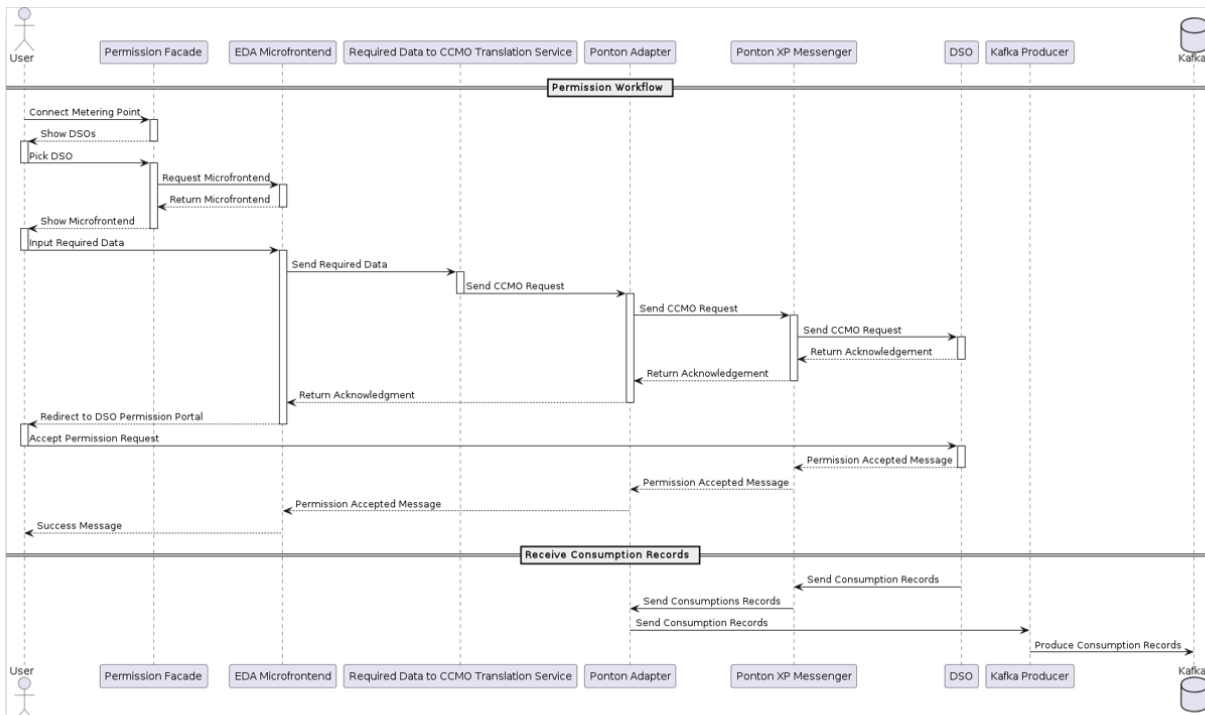 User
Permission Facade
EDA Microfrontend
Required Data to CCMO Translation Service
Ponton Adapter
Ponton XP Messenger
DSO
Kafka Producer
Kafka
Permission Workflow
Connect Metering Point
Show DSOs
Pick DSO
Request Microfrontend
Return Microfrontend
Show Microfrontend
Input Required Data
Send Required Data
Send CCMO Request
Send CCMO Request
Send CCMO Request
Return Acknowledgement
Return Acknowledgement
Return Acknowledgment
Redirect to DSO Permission Portal
Accept Permission Request
Permission Accepted Message
Permission Accepted Message
Permission Accepted Message
Success Message
Receive Consumption Records
Send Consumption Records
Send Consumptions Records
Send Consumption Records
Produce Consumption Records
User
Permission Facade
EDA Microfrontend
Required Data to CCMO Translation Service
Ponton Adapter
Ponton XP Messenger
DSO
Kafka Producer
Kafka